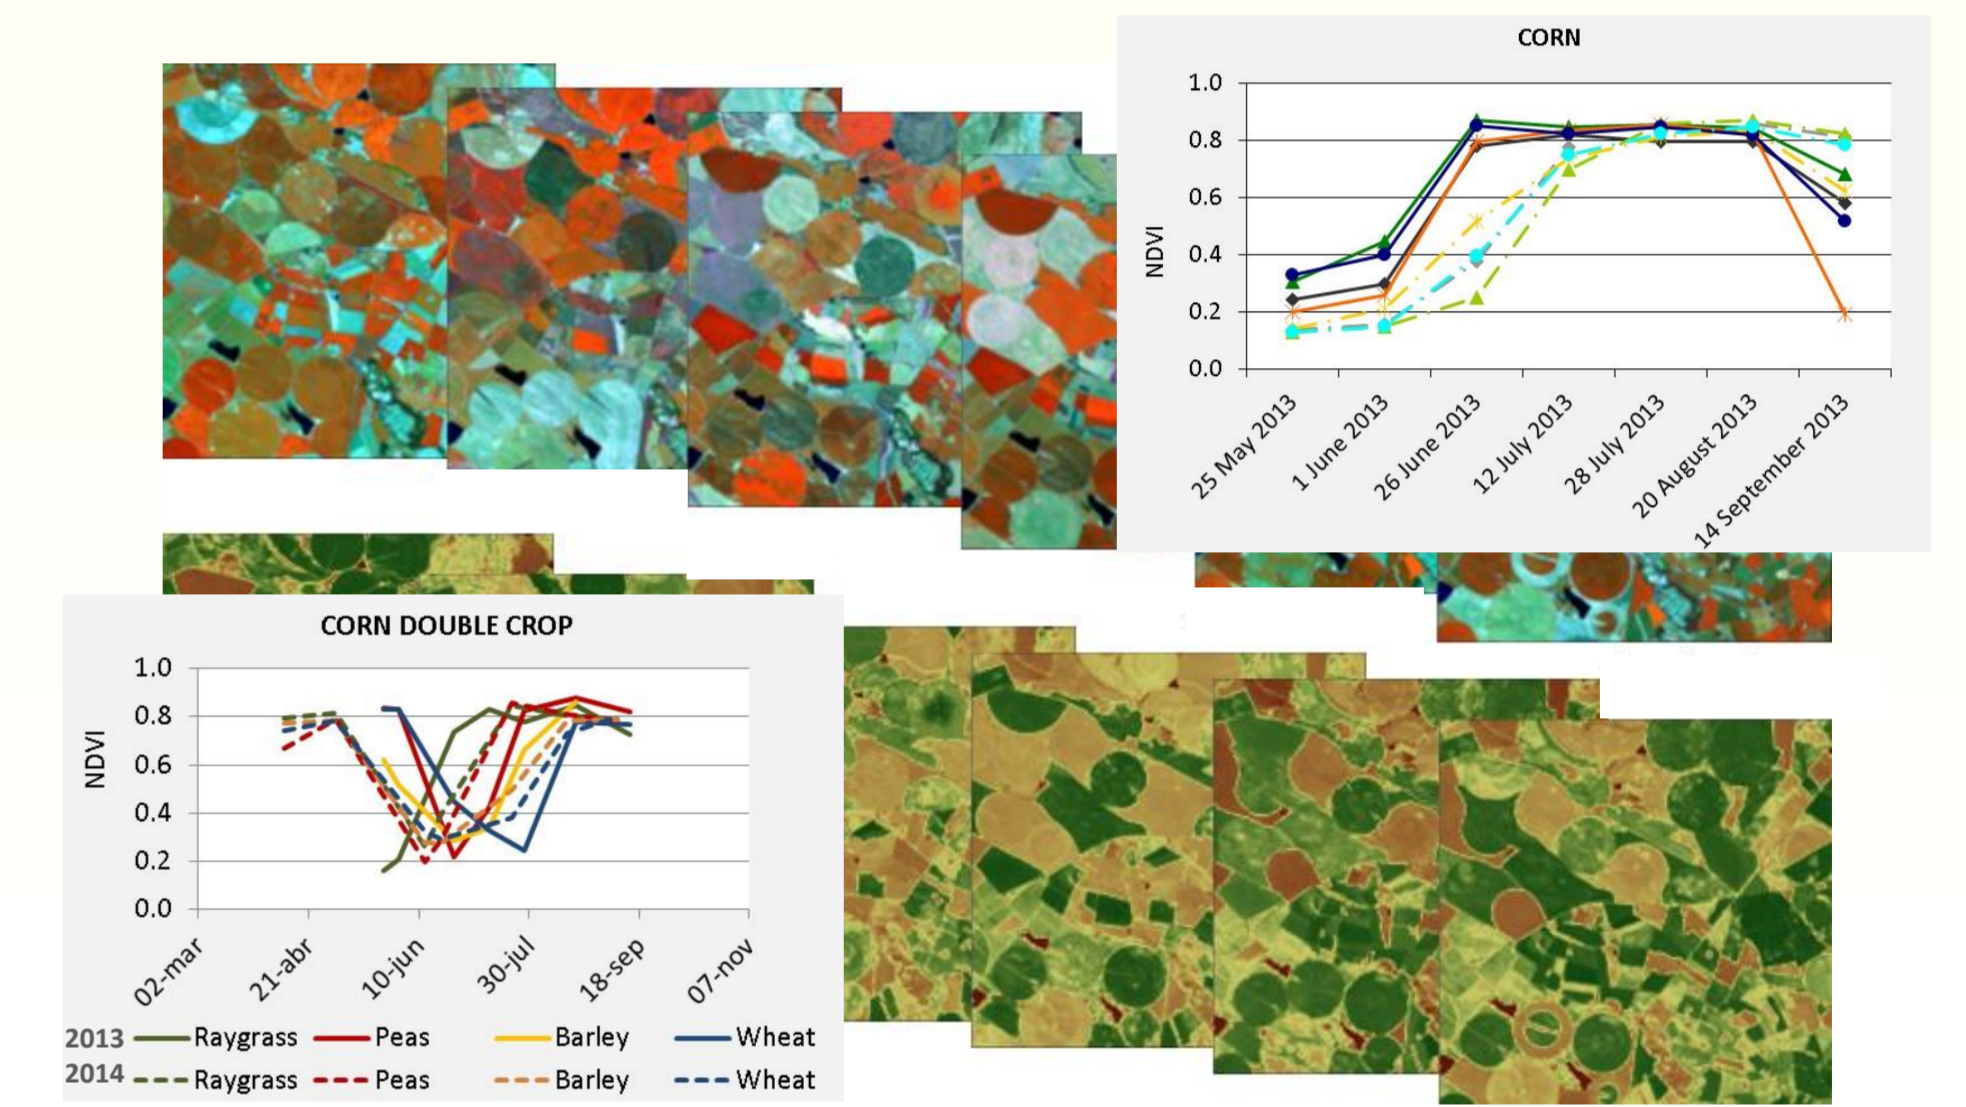 CORN
NDVI
1.0
0.8
0.6
0.4
0.2
0.0
25 May 2013
1 June 2013
26 June 2013
12 July 2013
28 July 2013
20 August 2013
14 September 2013
CORN DOUBLE CROP
NDVI
1.0
0.8
0.6
0.4
0.2
0.0
02-mar
21-abr
10-jun
30-jul
18-sep
07-nov
2013 Raygrass Peas Barley Wheat
2014 Raygrass Peas Barley Wheat